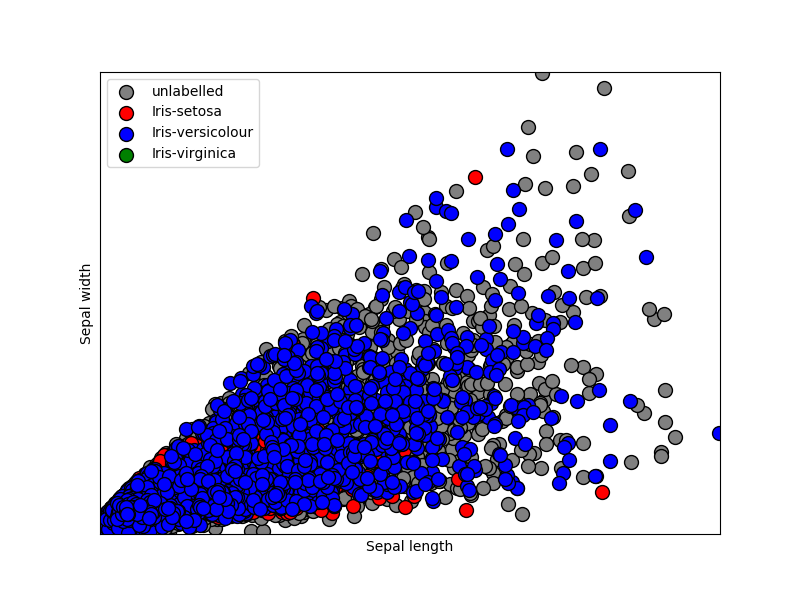 unlabelled
Iris-setosa
Iris-versicolour
Iris-virginica
Sepal width
Sepal length